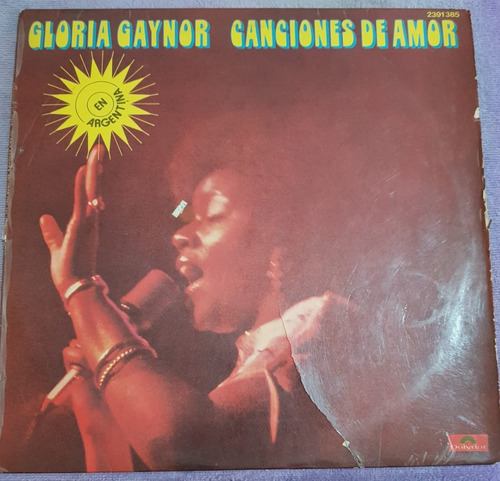 2391385
GLORIA GAYNOR CANCIONES DE AMOR
EN
ARGENTINA
Polydor